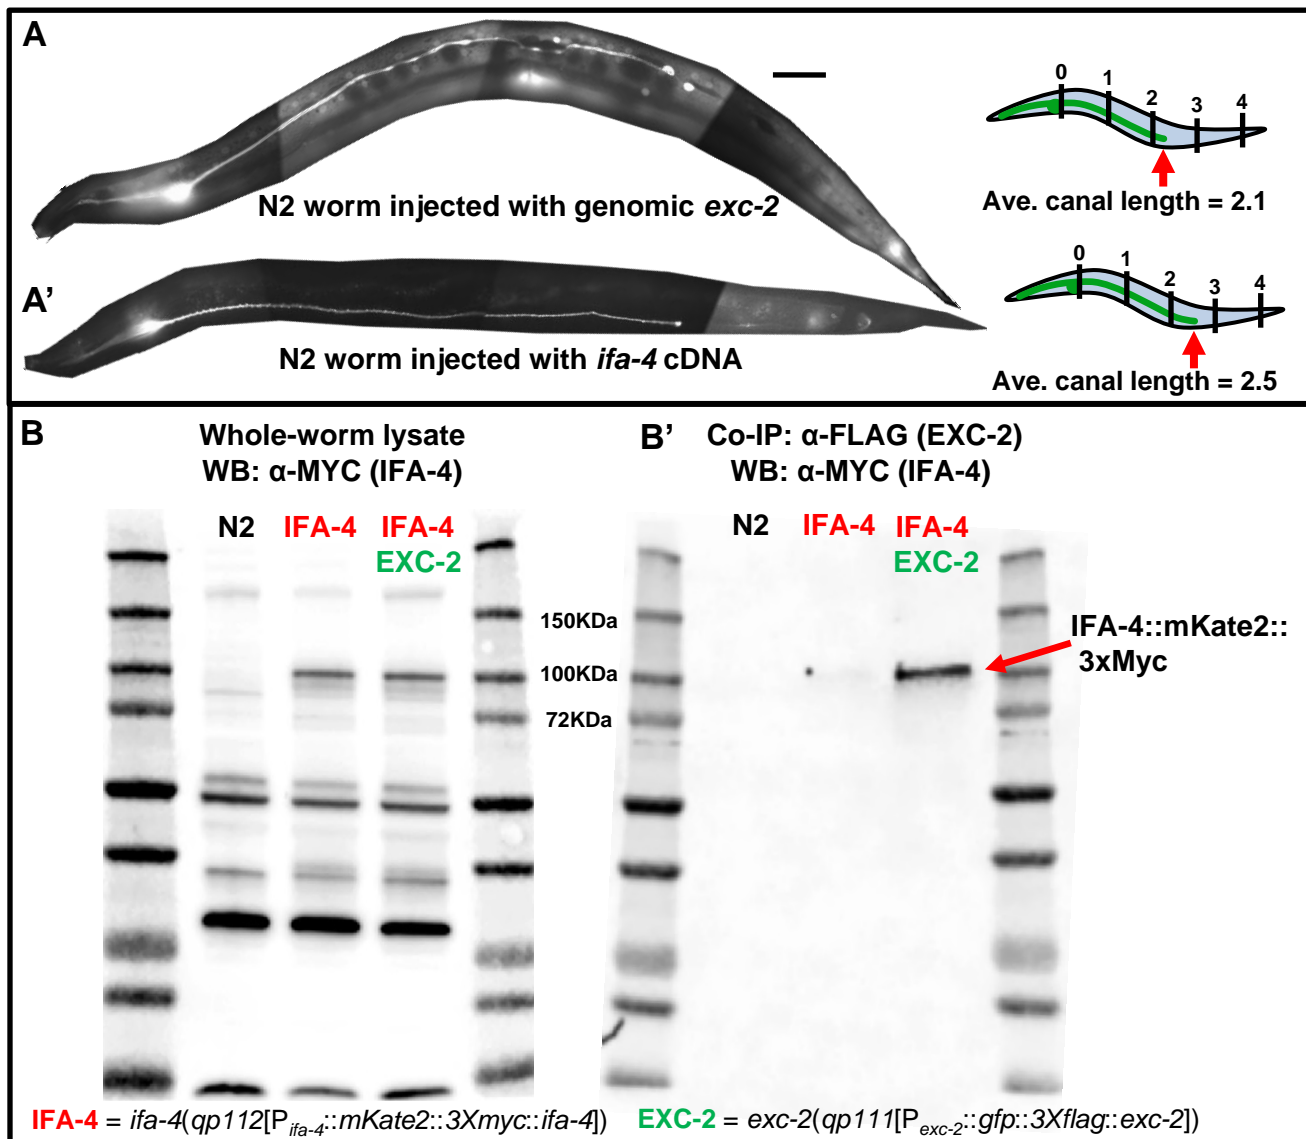 A
N2 worm injected with genomic exc-2
0 1 2 3 4
Ave. canal length = 2.1
A'
N2 worm injected with ifa-4 cDNA
0 1 2 3 4
Ave. canal length = 2.5
B
Whole-worm lysate
WB: α-MYC (IFA-4)
N2 IFA-4 IFA-4
EXC-2
150KDa
100KDa
72KDa
B'
Co-IP: α-FLAG (EXC-2)
WB: α-MYC (IFA-4)
N2 IFA-4 IFA-4
EXC-2
IFA-4::mKate2::
3xMyc
IFA-4 = ifa-4(qp112[Pifa-4::mKate2::3Xmyc::ifa-4])
EXC-2 = exc-2(qp111[Pexc-2::gfp::3Xflag::exc-2])